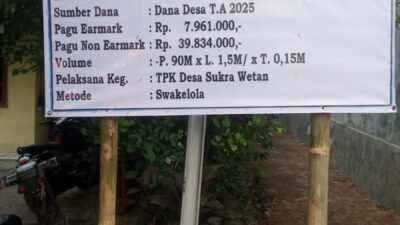 Sumber Dana : Dana Desa T.A 2025
Pagu Earmark : Rp. 7.961.000,-
Pagu Non Earmark : Rp. 39.834.000,-
Volume : -P. 90M x L. 1,5M/ x T. 0,15M
Pelaksana Keg. : TPK Desa Sukra Wetan
Metode : Swakelola